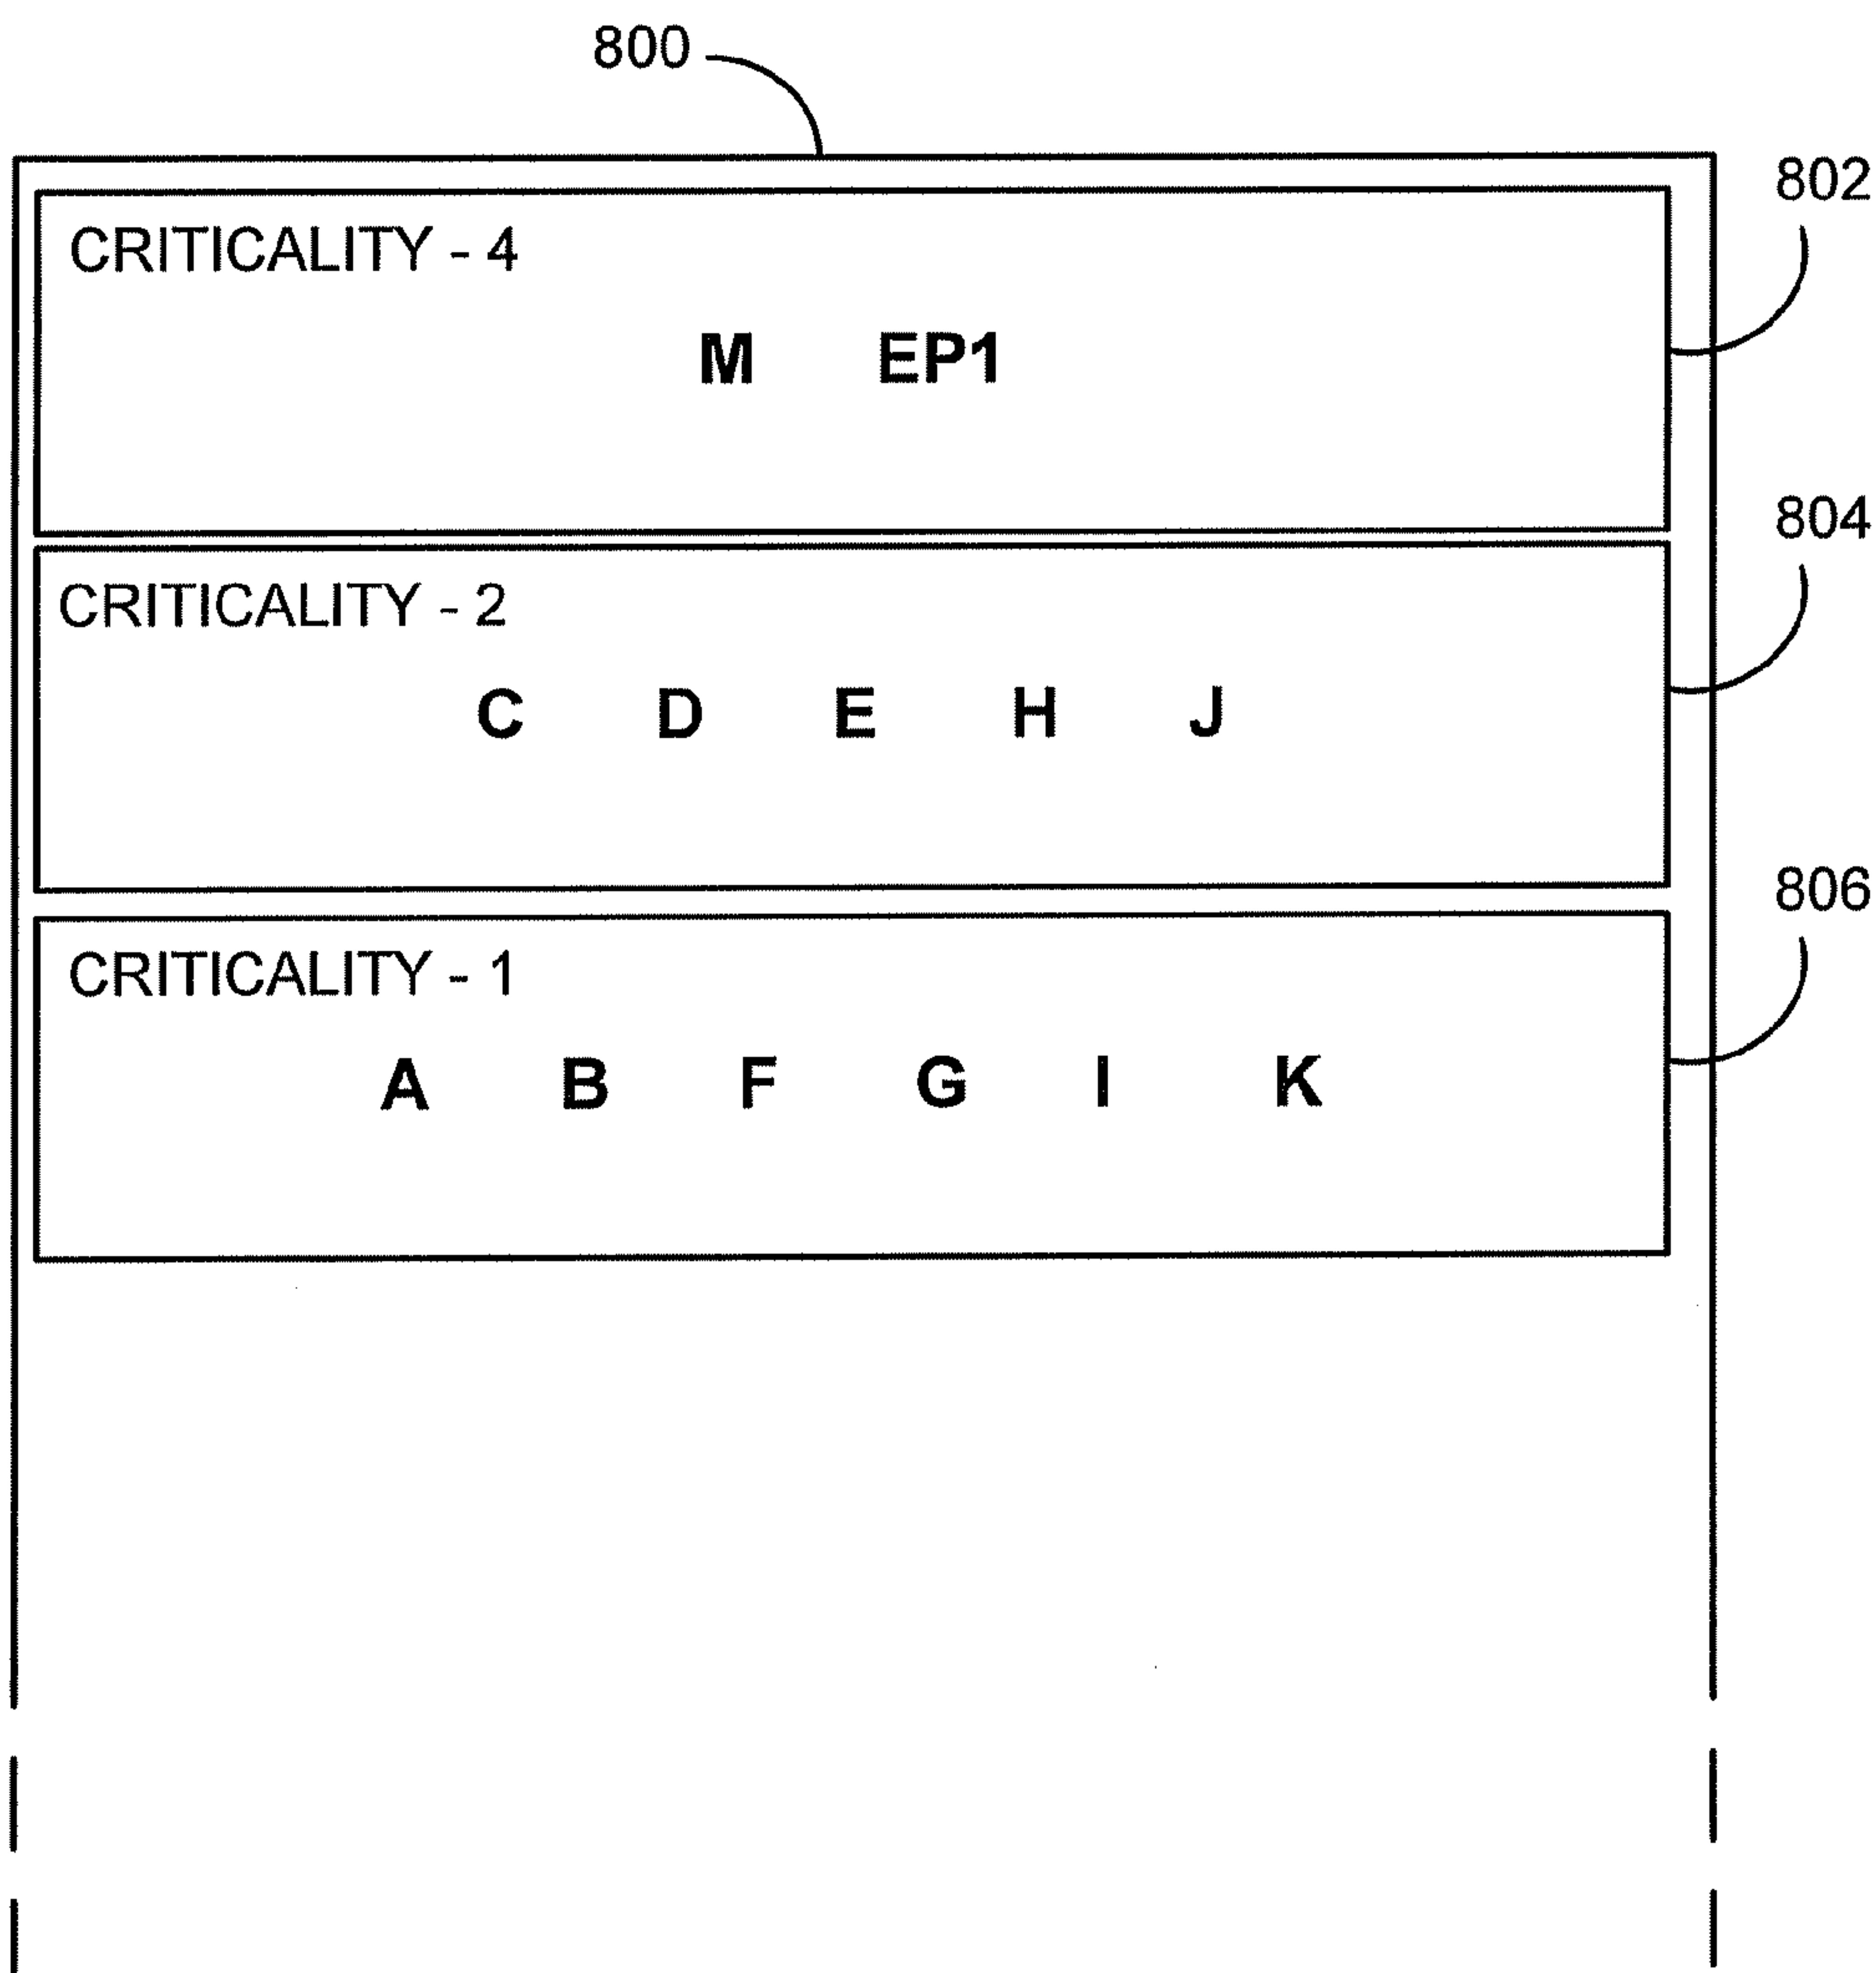 800
802
CRITICALITY - 4
M EP1
804
CRITICALITY - 2
C D E H J
806
CRITICALITY - 1
A B F G I K